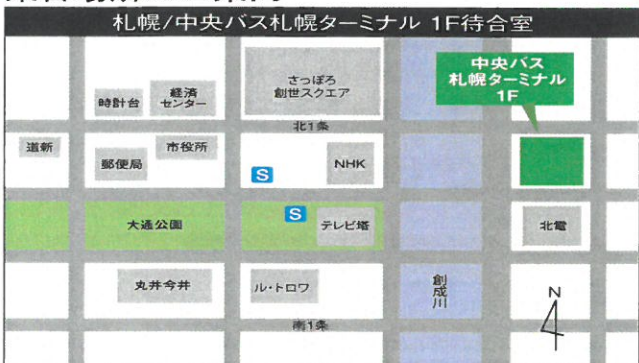 札幌/中央バス札幌ターミナル 1F待合室
中央バス
札幌ターミナル
1F
さっぽろ
創世スクエア
経済
センター
時計台
北1条
道新
市役所
郵便局
S
NHK
S
大通公園
テレビ塔
北電
丸井今井
ル・トロワ
創成川
N
南1条